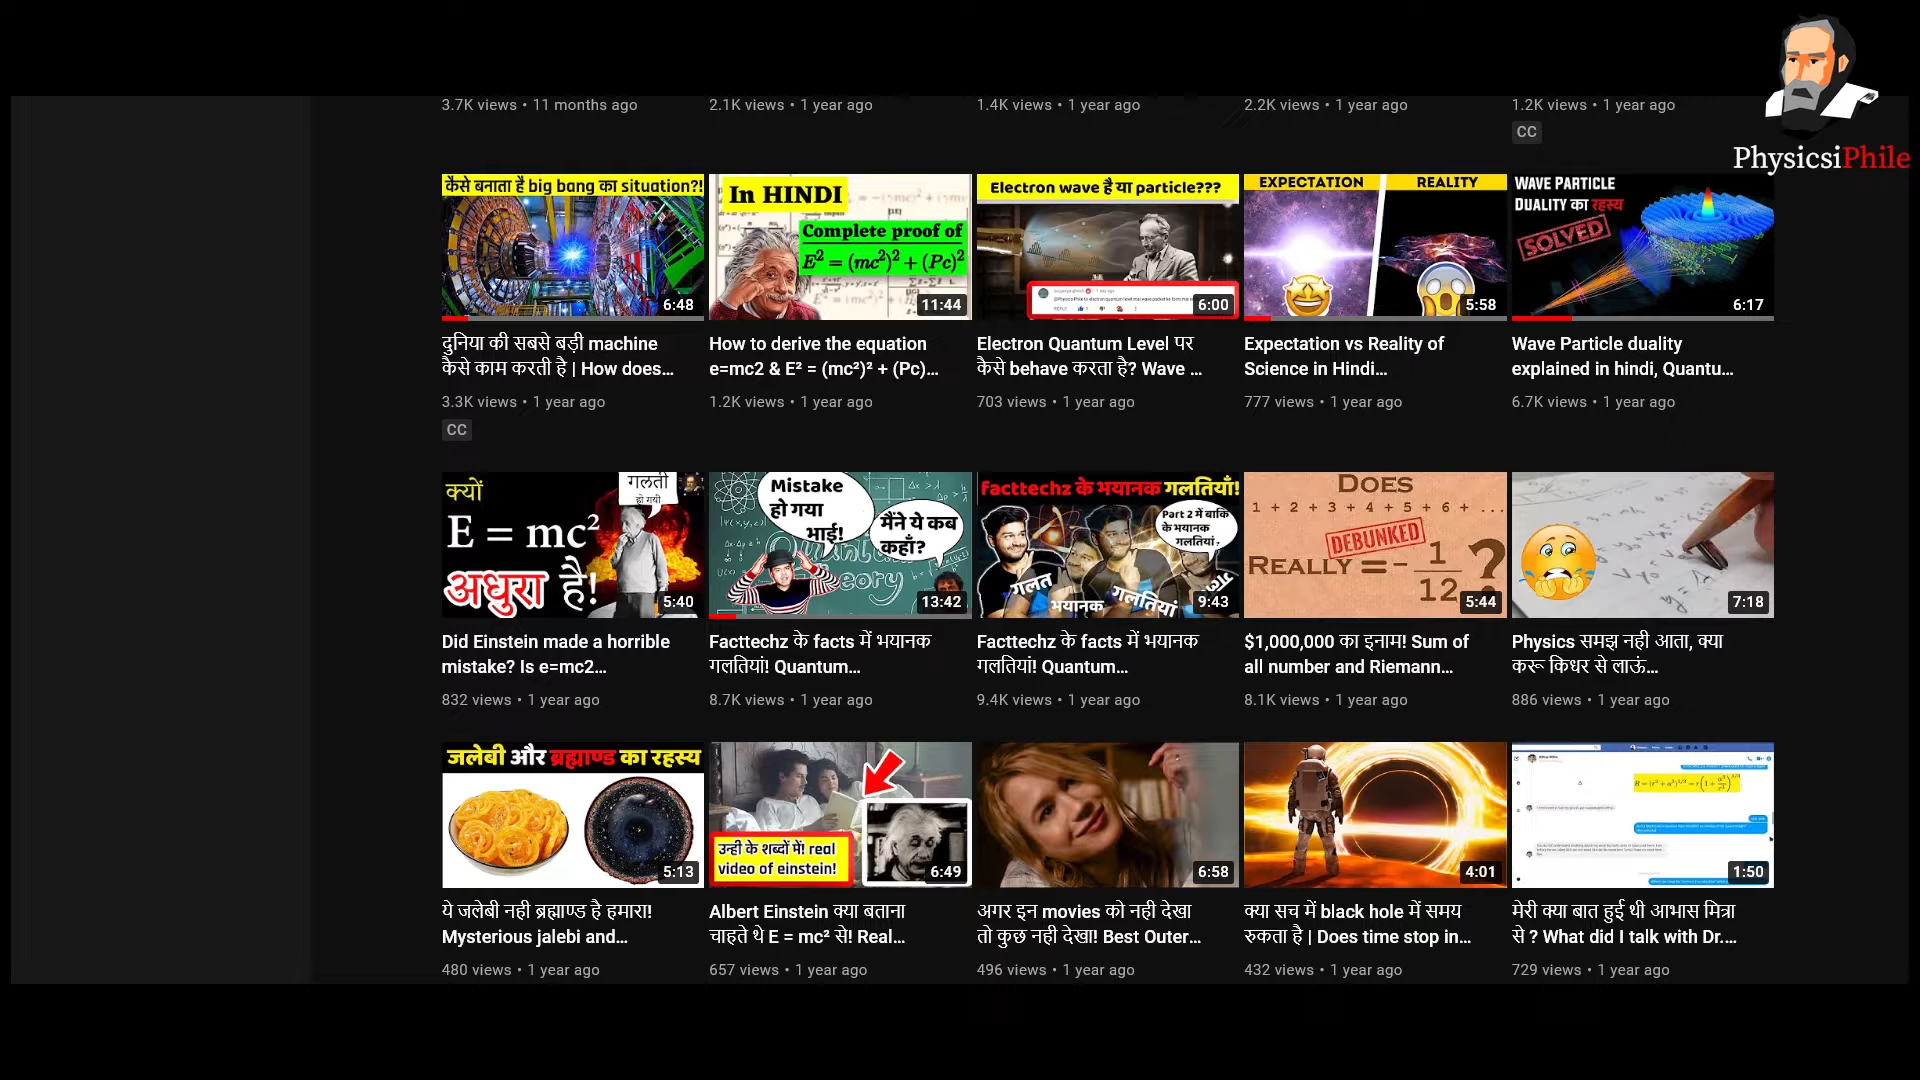 3.7K views • 11 months ago
2.1K views • 1 year ago
1.4K views • 1 year ago
2.2K views • 1 year ago
1.2K views • 1 year ago
CC
PhysicsiPhile
कैसे बनाता है big bang का situation?!
6:48
In HINDI
Complete proof of
E² = (mc²)² + (Pc)²
11:44
Electron wave है या particle???
6:00
EXPECTATION
REALITY
5:58
WAVE PARTICLE
DUALITY का रहस्य
SOLVED
6:17
दुनिया की सबसे बड़ी machine
कैसे काम करती है | How does...
3.3K views • 1 year ago
CC
How to derive the equation
e=mc2 & E² = (mc²)² + (Pc)...
1.2K views • 1 year ago
Electron Quantum Level पर
कैसे behave करता है? Wave ...
703 views • 1 year ago
Expectation vs Reality of
Science in Hindi...
777 views • 1 year ago
Wave Particle duality
explained in hindi, Quantu...
6.7K views • 1 year ago
क्यों
गलती
हो गयी
E = mc²
अधुरा है!
5:40
Mistake
हो गया
भाई!
मैंने ये कब
कहाँ?
13:42
Facttechz के भयानक गलतियाँ!
Part 2 में बाकि
के भयानक
गलतियां?
गलत
भयानक
गलतियां
9:43
DOES
1 + 2 + 3 + 4 + 5 + 6 + ...
DEBUNKED
REALLY = - 1/12 ?
5:44
7:18
Did Einstein made a horrible
mistake? Is e=mc2...
832 views • 1 year ago
Facttechz के facts में भयानक
गलतियां! Quantum...
8.7K views • 1 year ago
Facttechz के facts में भयानक
गलतियां! Quantum...
9.4K views • 1 year ago
$1,000,000 का इनाम! Sum of
all number and Riemann...
8.1K views • 1 year ago
Physics समझ नही आता, क्या
करू किधर से लाऊं...
886 views • 1 year ago
जलेबी और ब्रह्माण्ड का रहस्य
5:13
उन्ही के शब्दों में! real
video of einstein!
6:49
6:58
4:01
1:50
ये जलेबी नही ब्रह्माण्ड है हमारा!
Mysterious jalebi and...
480 views • 1 year ago
Albert Einstein क्या बताना
चाहते थे E = mc² से! Real...
657 views • 1 year ago
अगर इन movies को नही देखा
तो कुछ नही देखा! Best Outer...
496 views • 1 year ago
क्या सच में black hole में समय
रुकता है | Does time stop in...
432 views • 1 year ago
मेरी क्या बात हुई थी आभास मित्रा
से ? What did I talk with Dr....
729 views • 1 year ago